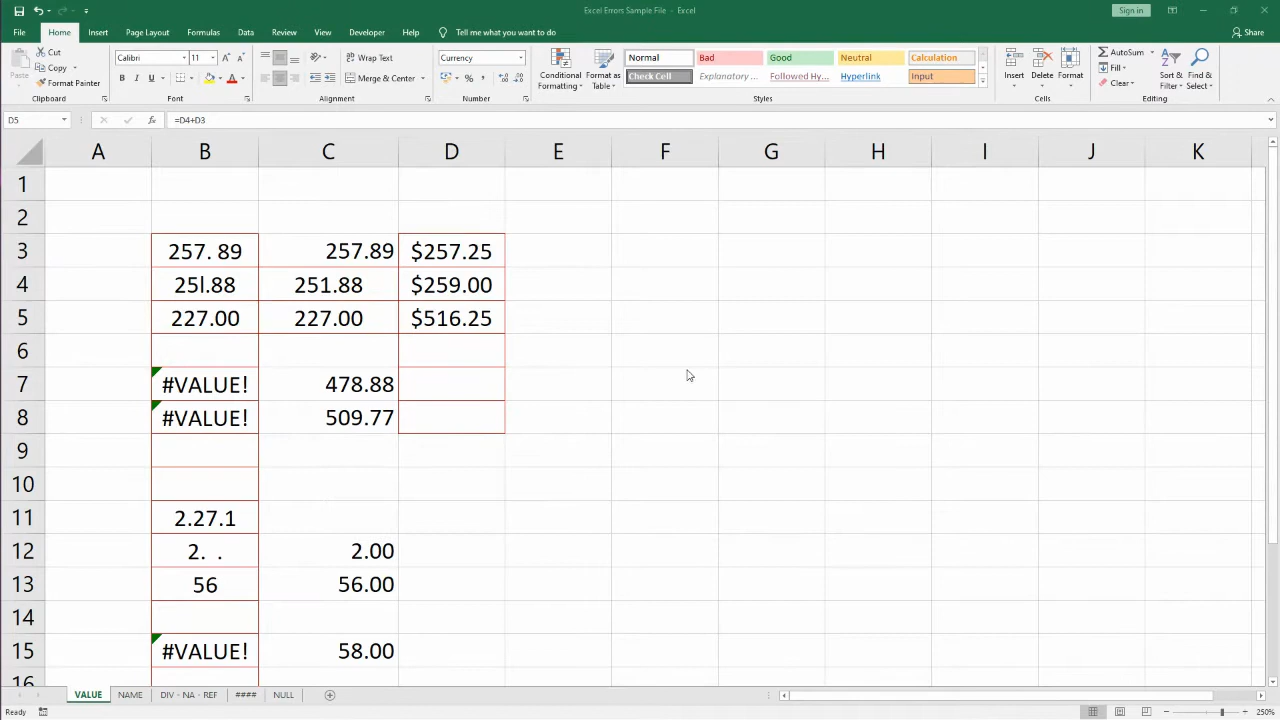 Excel Errors Sample File - Excel
Sign in
File Home Insert Page Layout Formulas Data Review View Developer Help Tell me what you want to do Share
Paste
Cut
Copy
Format Painter
Clipboard
Calibri 11
B I U
Font
Wrap Text
Merge & Center
Alignment
Currency
%
Number
Conditional Formatting
Format as Table
Normal Bad Good Neutral Calculation
Check Cell Explanatory ... Followed Hy... Hyperlink Input
Styles
Insert Delete Format
Cells
AutoSum
Fill
Clear
Sort & Filter
Find & Select
Editing
D5 fx =D4+D3
A B C D E F G H I J K
1
2
3 257. 89 257.89 $257.25
4 25l.88 251.88 $259.00
5 227.00 227.00 $516.25
6
7 #VALUE! 478.88
8 #VALUE! 509.77
9
10
11 2.27.1
12 2.  . 2.00
13 56 56.00
14
15 #VALUE! 58.00
16
VALUE NAME DIV - NA - REF #### NULL
Ready 250%